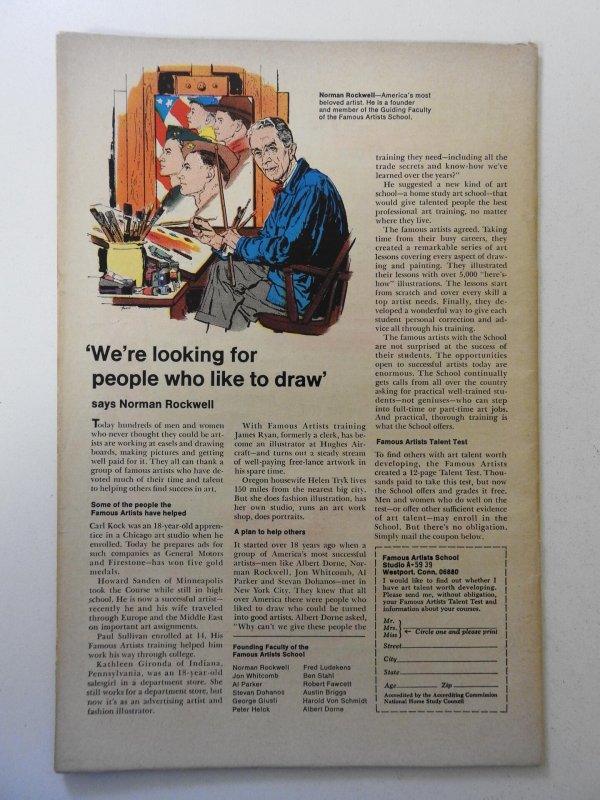 Norman Rockwell—America's most
beloved artist. He is a founder
and member of the Guiding Faculty
of the Famous Artists School.
'We're looking for
people who like to draw'
says Norman Rockwell
Today hundreds of men and women
who never thought they could be art-
ists are working at easels and drawing
boards, making pictures and getting
well paid for it. They all can thank a
group of famous artists who have de-
voted much of their time and talent
to helping others find success in art.
Some of the people the
Famous Artists have helped
Carl Kock was an 18-year-old appren-
tice in a Chicago art studio when he
enrolled. Today he prepares ads for
such companies as General Motors
and Firestone—has won five gold
medals.
Howard Sanden of Minneapolis
took the Course while still in high
school. He is now a successful artist—
recently he and his wife traveled
through Europe and the Middle East
on important art assignments.
Paul Sullivan enrolled at 14. His
Famous Artists training helped him
work his way through college.
Kathleen Gironda of Indiana,
Pennsylvania, was an 18-year-old
salesgirl in a department store. She
still works for a department store, but
now it's as an advertising artist and
fashion illustrator.
With Famous Artists training
James Ryan, formerly a clerk, has be-
come an illustrator at Hughes Air-
craft—and turns out a steady stream
of well-paying free-lance artwork in
his spare time.
Oregon housewife Helen Tryk lives
150 miles from the nearest big city.
But she does fashion illustration, has
her own studio, runs an art work
shop, does portraits.
A plan to help others
It started over 18 years ago when a
group of America's most successful
artists—men like Albert Dorne, Nor-
man Rockwell, Jon Whitcomb, Al
Parker and Stevan Dohanos—met in
New York City. They knew that all
over America there were people who
liked to draw who could be turned
into good artists. Albert Dorne asked,
"Why can't we give these people the
Founding Faculty of the
Famous Artists School
Norman Rockwell Fred Ludekens
Jon Whitcomb Ben Stahl
Al Parker Robert Fawcett
Stevan Dohanos Austin Briggs
George Giusti Harold Von Schmidt
Peter Helck Albert Dorne
training they need—including all the
trade secrets and know-how we've
learned over the years?"
He suggested a new kind of art
school—a home study art school—that
would give talented people the best
professional art training, no matter
where they live.
The famous artists agreed. Taking
time from their busy careers, they
created a remarkable series of art
lessons covering every aspect of draw-
ing and painting. They illustrated
their lessons with over 5,000 "here's-
how" illustrations. The lessons start
from scratch and cover every skill a
top artist needs. Finally, they de-
veloped a wonderful way to give each
student personal correction and ad-
vice all through his training.
The famous artists with the School
are not surprised at the success of
their students. The opportunities
open to successful artists today are
enormous. The School continually
gets calls from all over the country
asking for practical well-trained stu-
dents—not geniuses—who can step
into full-time or part-time art jobs.
And practical, thorough training is
what the School offers.
Famous Artists Talent Test
To find others with art talent worth
developing, the Famous Artists
created a 12-page Talent Test. Thou-
sands paid to take this test, but now
the School offers and grades it free.
Men and women who do well on the
test—or offer other sufficient evidence
of art talent—may enroll in the
School. But there's no obligation.
Simply mail the coupon below.
Famous Artists School
Studio A-5939
Westport, Conn. 06880
I would like to find out whether I
have art talent worth developing.
Please send me, without obligation,
your Famous Artists Talent Test and
information about your courses.
Mr.
Mrs. ← Circle one and please print
Miss
Street
City
State
Age Zip
Accredited by the Accrediting Commission
National Home Study Council